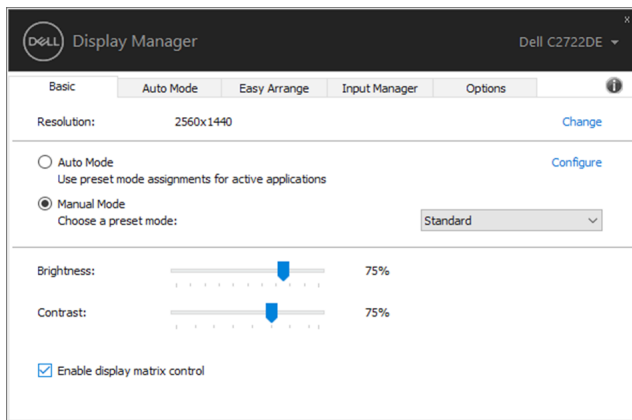 x
DELL Display Manager Dell C2722DE
Basic Auto Mode Easy Arrange Input Manager Options i
Resolution: 2560x1440 Change
Auto Mode Configure
Use preset mode assignments for active applications
Manual Mode
Choose a preset mode: Standard
Brightness: 75%
Contrast: 75%
Enable display matrix control